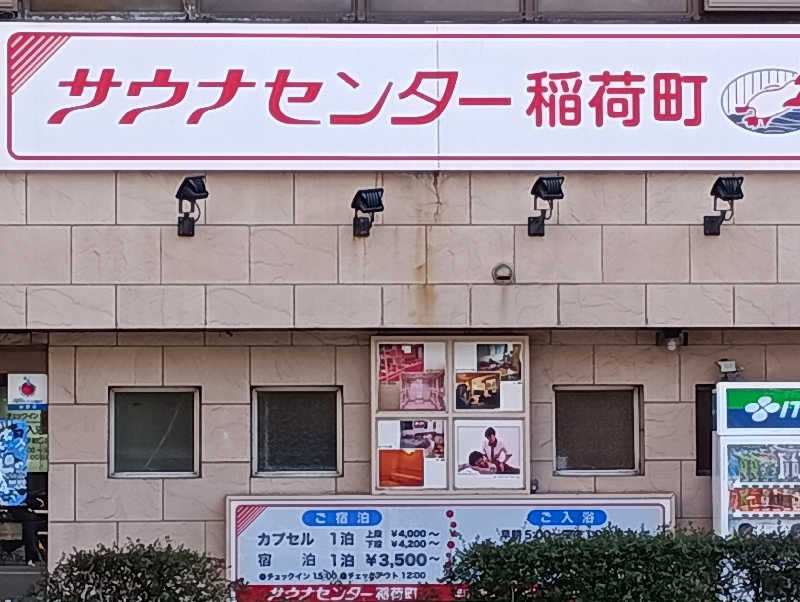 サウナセンター稲荷町
ITO
ご宿泊
カプセル 1泊 上段 ¥4,000〜
下段 ¥4,200〜
宿泊 1泊 ¥3,500〜
●チェックイン 15:00 ●チェックアウト 12:00
ご入浴
サウナセンター稲荷町